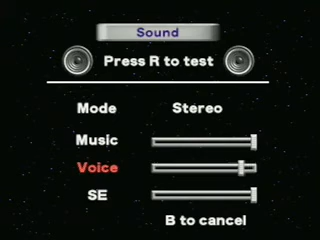 Sound
Press R to test
Mode Stereo
Music
Voice
SE
B to cancel